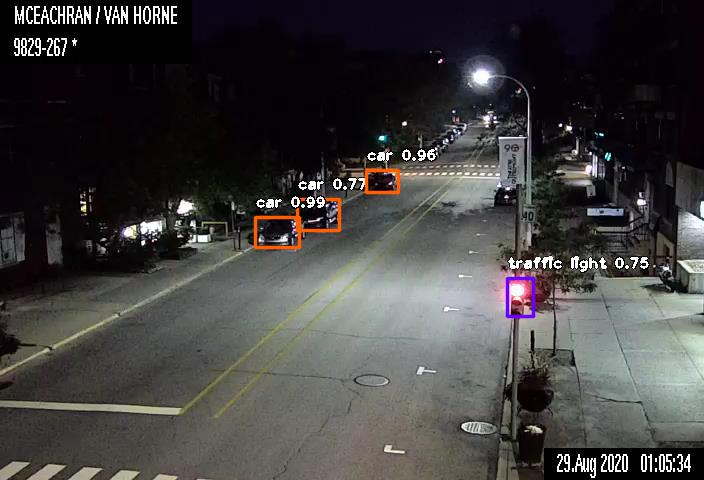 MCEACHRAN / VAN HORNE
9829-267 *
car 0.96
car 0.77
car 0.99
40
traffic light 0.75
29.Aug 2020 01:05:34